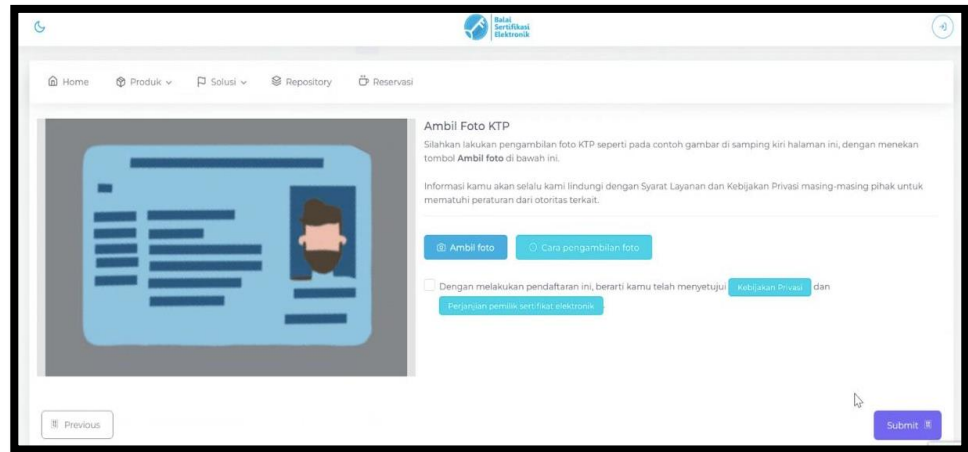 Balai
Sertifikasi
Elektronik
Home Produk Solusi Repository Reservasi
Ambil Foto KTP
Silahkan lakukan pengambilan foto KTP seperti pada contoh gambar di samping kiri halaman ini, dengan menekan
tombol Ambil foto di bawah ini.
Informasi kamu akan selalu kami lindungi dengan Syarat Layanan dan Kebijakan Privasi masing-masing pihak untuk
mematuhi peraturan dari otoritas terkait.
Ambil foto Cara pengambilan foto
Dengan melakukan pendaftaran ini, berarti kamu telah menyetujui Kebijakan Privasi dan
Perjanjian pemilik sertifikat elektronik
Previous Submit